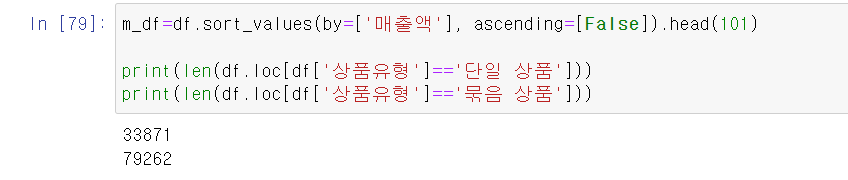 In [79]: m_df=df.sort_values(by=['매출액'], ascending=[False]).head(101)
print(len(df.loc[df['상품유형']=='단일 상품']))
print(len(df.loc[df['상품유형']=='묶음 상품']))
33871
79262